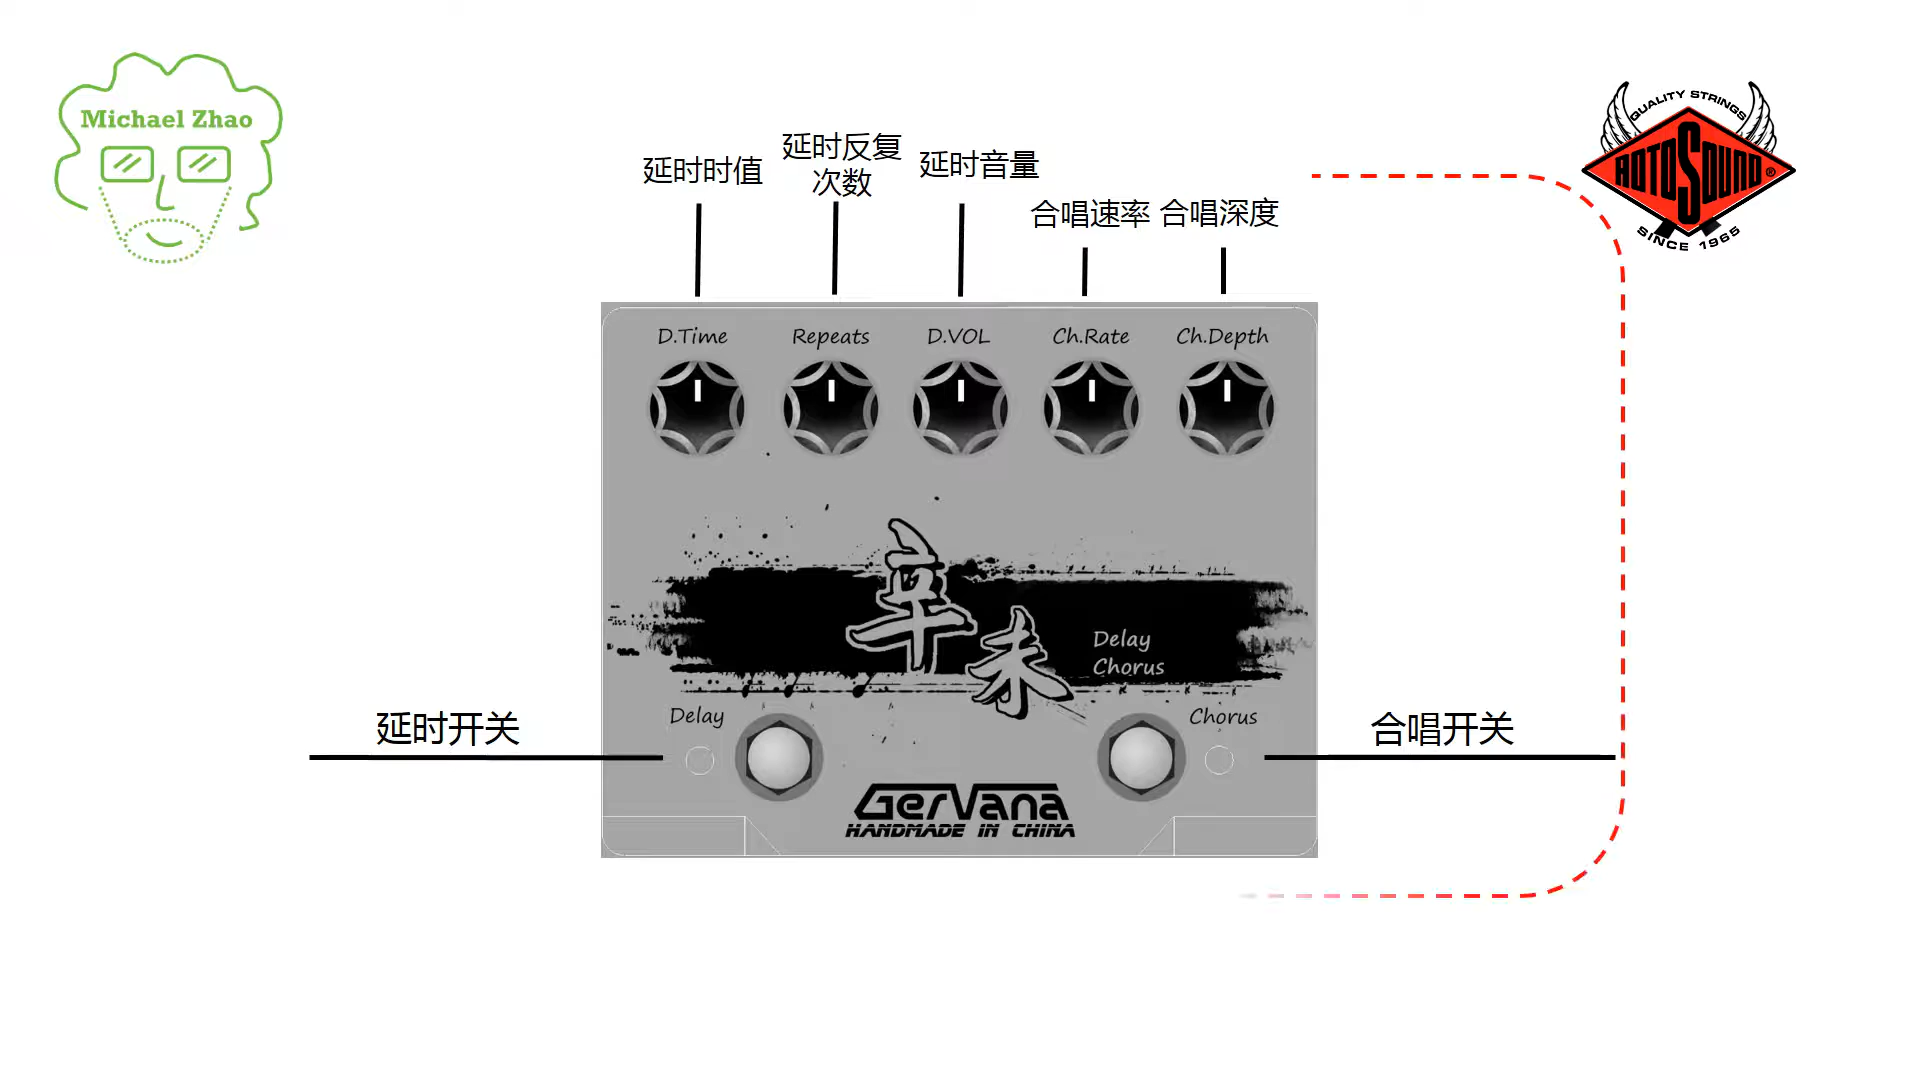 Michael Zhao
QUALITY STRINGS
ROTOSOUND®
SINCE 1965
延时时值
延时反复
次数
延时音量
合唱速率
合唱深度
D.Time
Repeats
D.VOL
Ch.Rate
Ch.Depth
辛未
Delay
Chorus
延时开关
Delay
Chorus
合唱开关
GerVana
HANDMADE IN CHINA